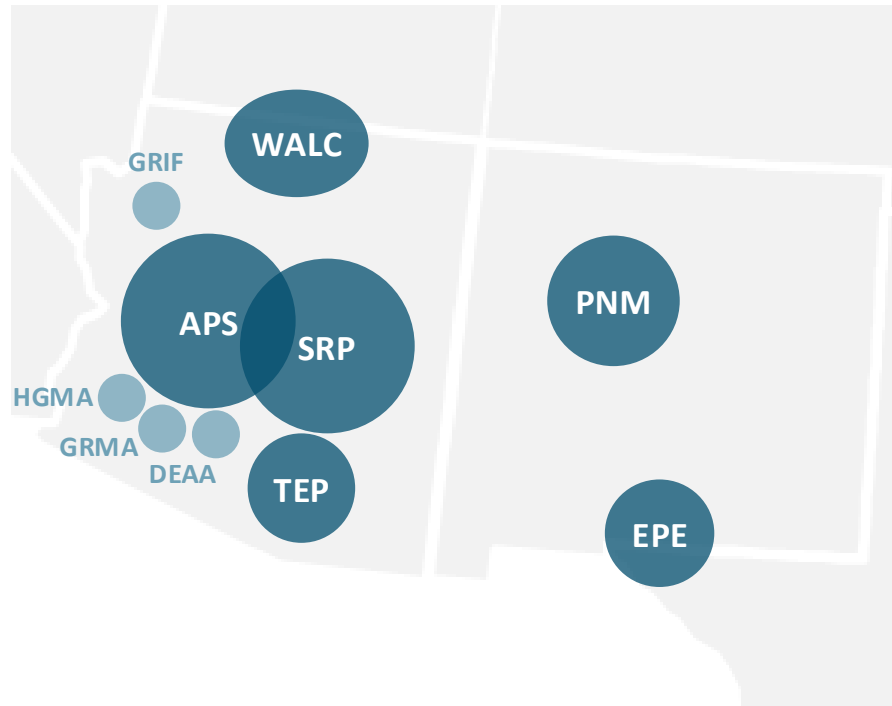 WALC
GRIF
PNM
APS
SRP
HGMA
GRMA
DEAA
TEP
EPE